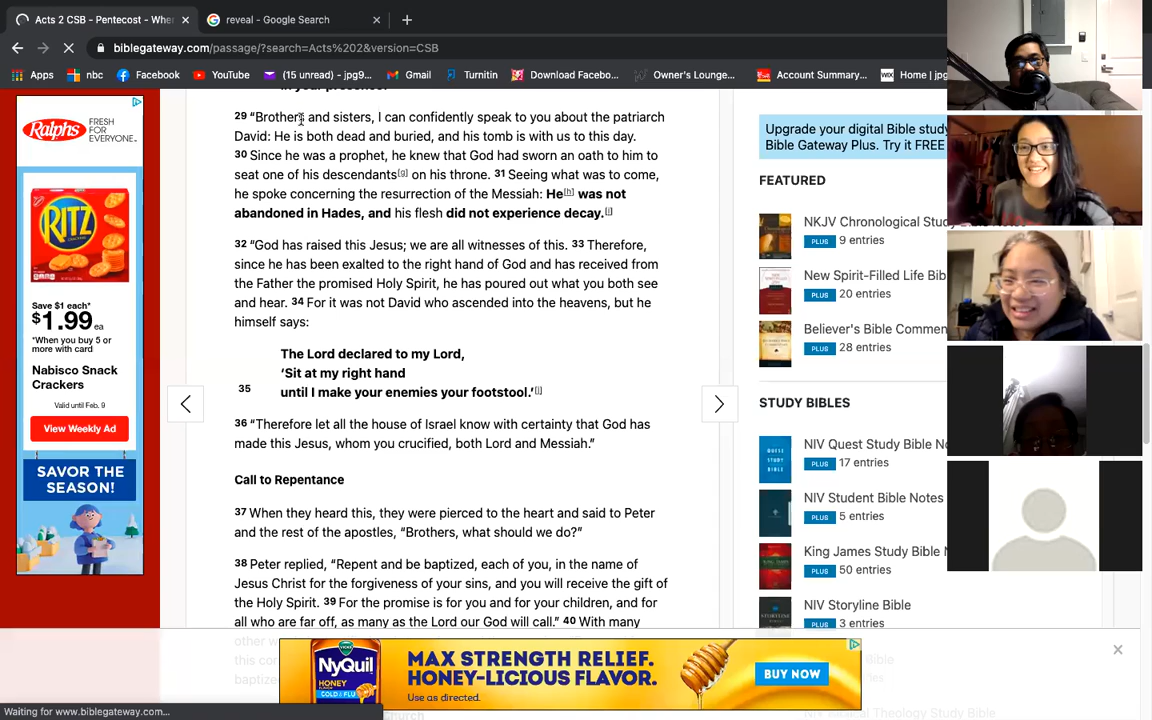 Acts 2 CSB - Pentecost - Whe
reveal - Google Search
biblegateway.com/passage/?search=Acts%202&version=CSB
Apps
nbc
Facebook
YouTube
(15 unread) - jpg9...
Gmail
Turnitin
Download Facebo...
Owner's Lounge...
Account Summary...
WIX
Home | jpg
in your presence.
29 “Brothers and sisters, I can confidently speak to you about the patriarch
David: He is both dead and buried, and his tomb is with us to this day.
30 Since he was a prophet, he knew that God had sworn an oath to him to
seat one of his descendants[g] on his throne. 31 Seeing what was to come,
he spoke concerning the resurrection of the Messiah: He[h] was not
abandoned in Hades, and his flesh did not experience decay.[i]
32 “God has raised this Jesus; we are all witnesses of this. 33 Therefore,
since he has been exalted to the right hand of God and has received from
the Father the promised Holy Spirit, he has poured out what you both see
and hear. 34 For it was not David who ascended into the heavens, but he
himself says:
The Lord declared to my Lord,
‘Sit at my right hand
35 until I make your enemies your footstool.’[j]
36 “Therefore let all the house of Israel know with certainty that God has
made this Jesus, whom you crucified, both Lord and Messiah.”
Call to Repentance
37 When they heard this, they were pierced to the heart and said to Peter
and the rest of the apostles, “Brothers, what should we do?”
38 Peter replied, “Repent and be baptized, each of you, in the name of
Jesus Christ for the forgiveness of your sins, and you will receive the gift of
the Holy Spirit. 39 For the promise is for you and for your children, and for
all who are far off, as many as the Lord our God will call.” 40 With many
other w
this cor
baptize
Ralphs
FRESH
FOR
EVERYONE.
RITZ
Save $1 each*
$1.99 ea
*When you buy 5 or
more with card
Nabisco Snack
Crackers
Valid until Feb. 9
View Weekly Ad
SAVOR THE
SEASON!
Upgrade your digital Bible study
Bible Gateway Plus. Try it FREE
FEATURED
NKJV Chronological Stud
PLUS 9 entries
New Spirit-Filled Life Bib
PLUS 20 entries
Believer's Bible Commen
PLUS 28 entries
STUDY BIBLES
NIV Quest Study Bible No
PLUS 17 entries
NIV Student Bible Notes
PLUS 5 entries
King James Study Bible N
PLUS 50 entries
NIV Storyline Bible
PLUS 3 entries
Bible
NIV Biblical Theology Study Bible
VICKS
NyQuil
HONEY
COLD & FLU
MAX STRENGTH RELIEF.
HONEY-LICIOUS FLAVOR.
Use as directed.
BUY NOW
Church
Waiting for www.biblegateway.com...